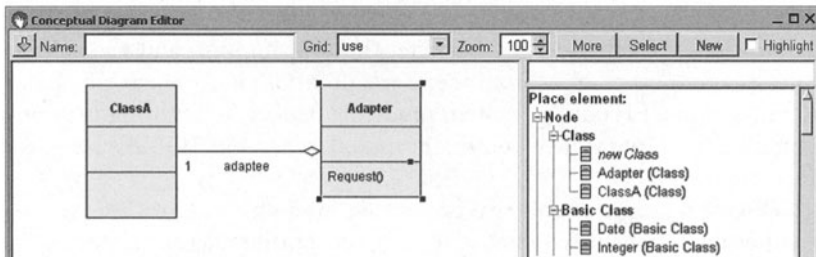 Conceptual Diagram Editor
Name: Grid: use Zoom: 100 More Select New Highlight
ClassA
1 adaptee
Adapter
Request()
Place element:
Node
Class
new Class
Adapter (Class)
ClassA (Class)
Basic Class
Date (Basic Class)
Integer (Basic Class)